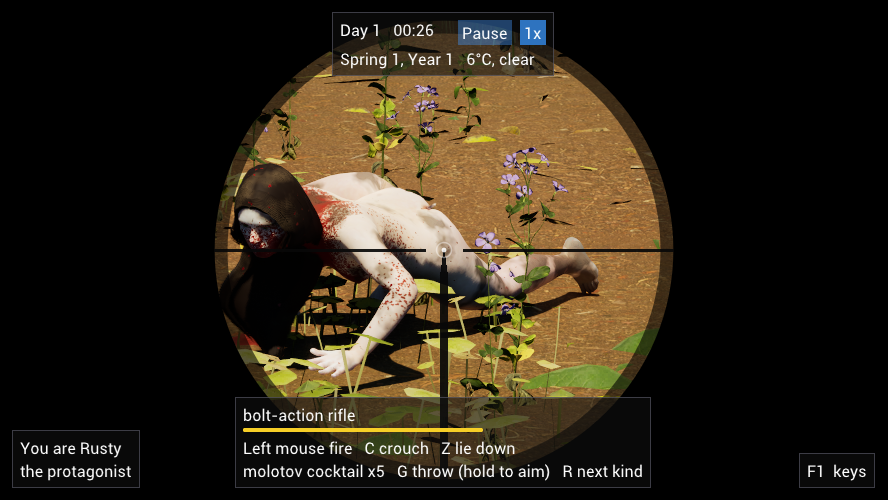 Day 1 00:26 Pause 1x
Spring 1, Year 1 6°C, clear
bolt-action rifle
Left mouse fire C crouch Z lie down
molotov cocktail x5 G throw (hold to aim) R next kind
You are Rusty
the protagonist
F1 keys